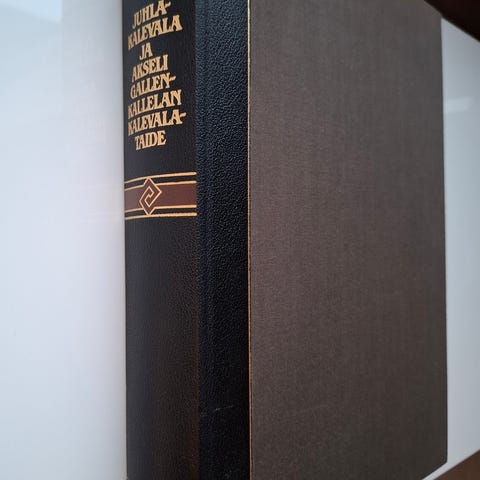 JUHLA-
KALEVALA
JA
AKSELI
GALLEN-
KALLELAN
KALEVALA-
TAIDE